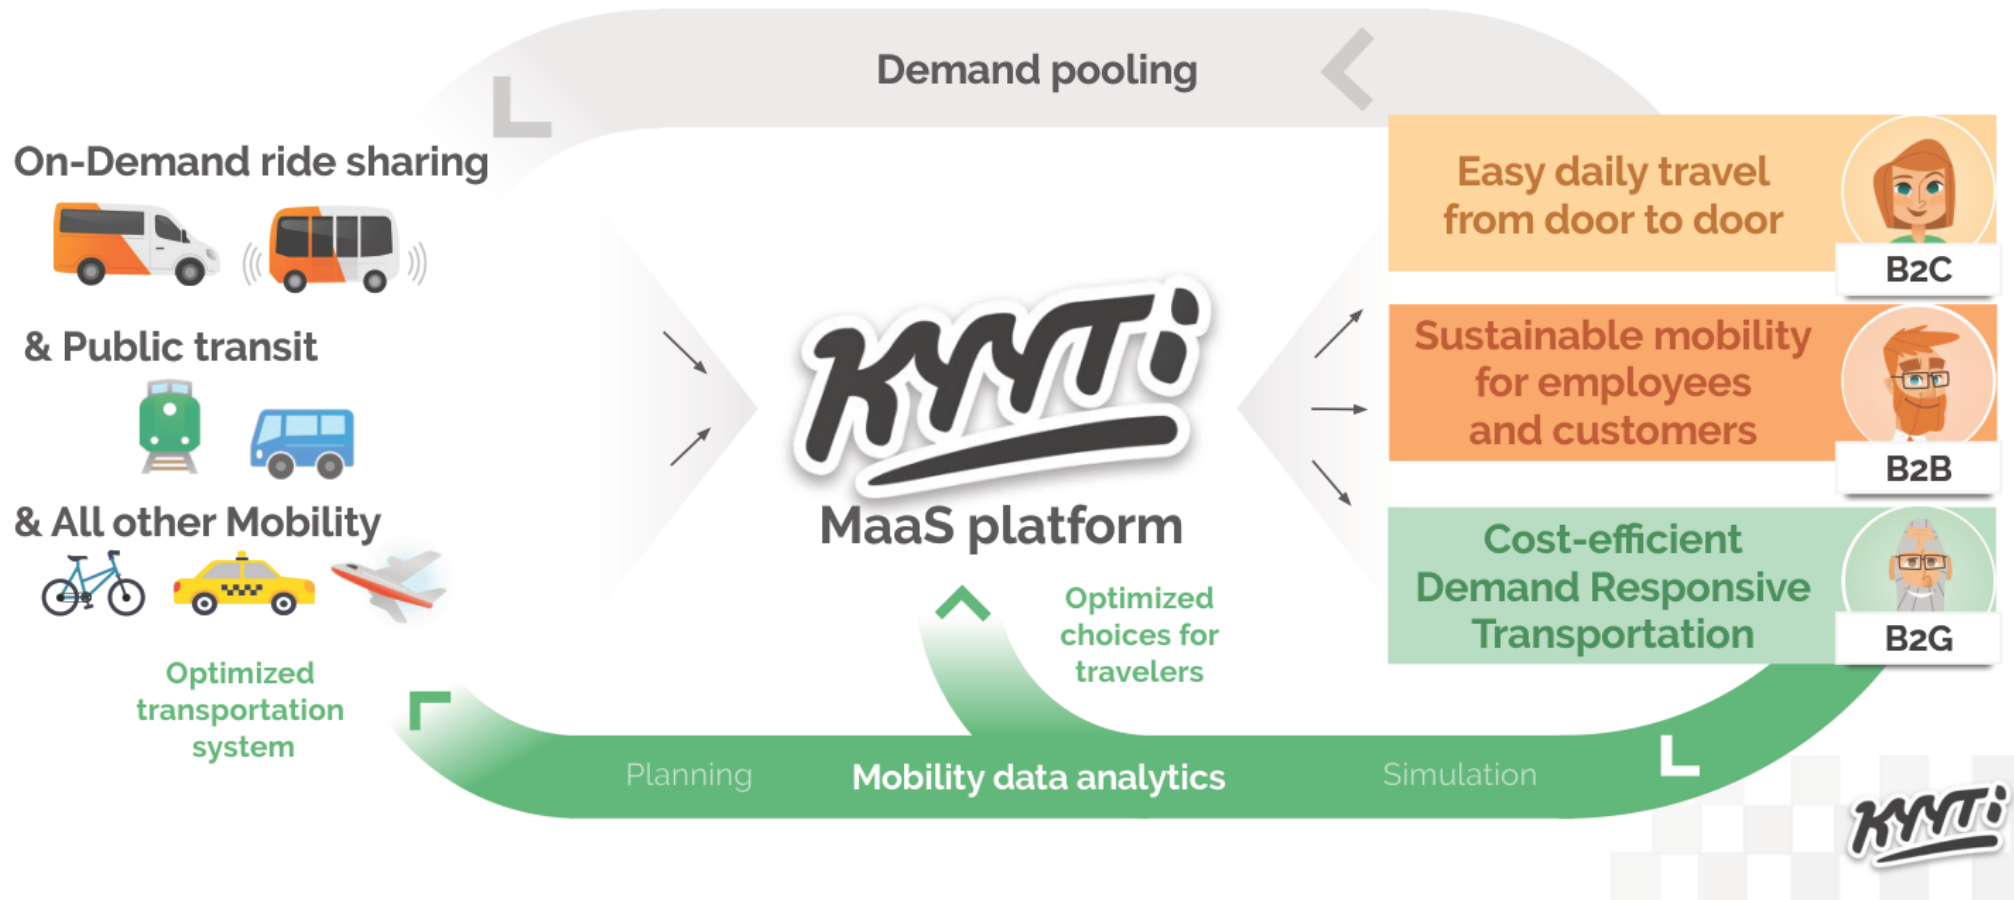 Demand pooling
On-Demand ride sharing
& Public transit
& All other Mobility
Optimized
transportation
system
KYYTi
MaaS platform
Optimized
choices for
travelers
Easy daily travel
from door to door
B2C
Sustainable mobility
for employees
and customers
B2B
Cost-efficient
Demand Responsive
Transportation
B2G
Planning
Mobility data analytics
Simulation
KYYTi